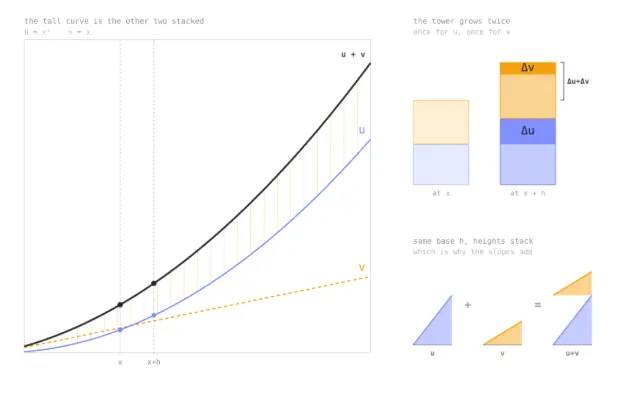 the tall curve is the other two stacked
u = x² v = x
u + v
u
v
x
x+h
the tower grows twice
once for u, once for v
Δv
Δu+Δv
Δu
at x
at x + h
same base h, heights stack
which is why the slopes add
+
=
u
v
u+v